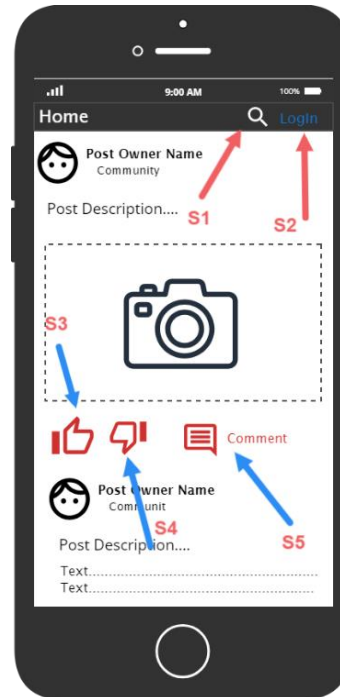 9:00 AM 100%
Home Login
Post Owner Name
Community
Post Description....
S1
S2
S3
Comment
Post Owner Name
Communit
S4
S5
Post Description....
Text
Text